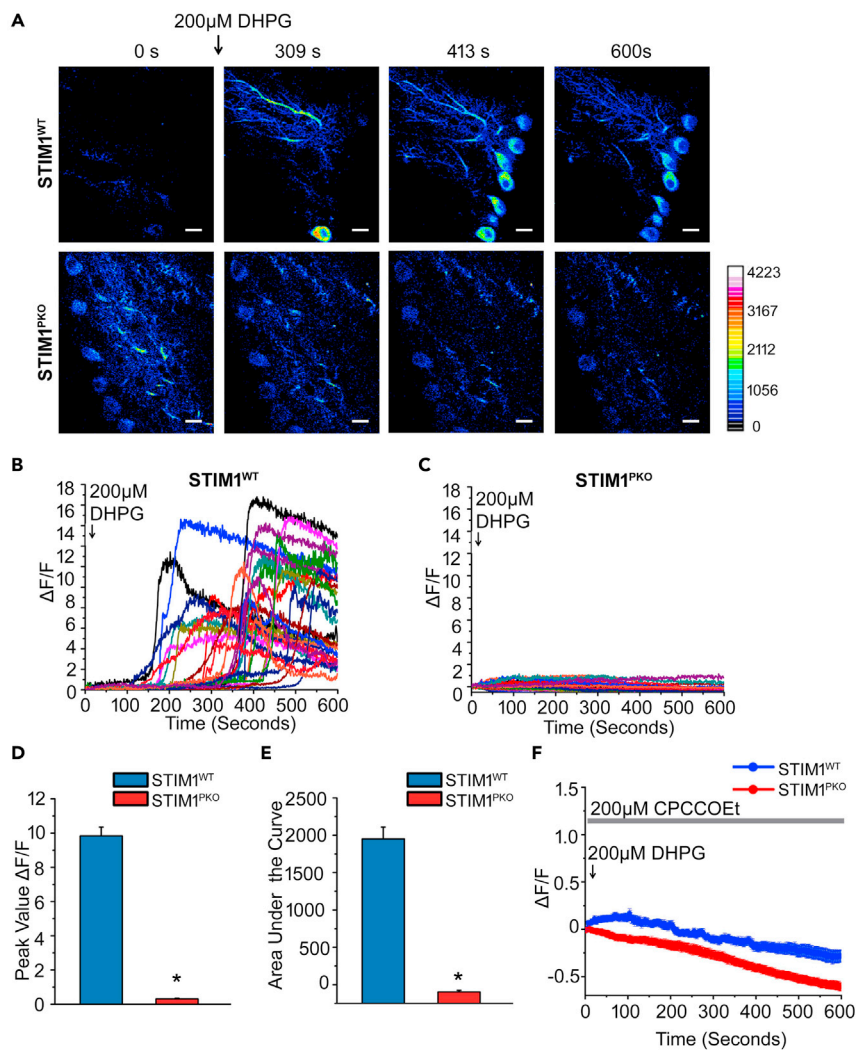 A
200μM DHPG
↓
0 s 309 s 413 s 600s
STIM1WT
STIM1PKO
4223
3167
2112
1056
0
B
STIM1WT
18
16
14
12
10
8
6
4
2
0
ΔF/F
200μM
DHPG
↓
0 100 200 300 400 500 600
Time (Seconds)
C
STIM1PKO
18
16
14
12
10
8
6
4
2
0
ΔF/F
200μM
DHPG
↓
0 100 200 300 400 500 600
Time (Seconds)
D
STIM1WT
STIM1PKO
12
10
8
6
4
2
0
Peak Value ΔF/F
*
E
STIM1WT
STIM1PKO
2500
2000
1500
1000
500
0
Area Under the Curve
*
F
STIM1WT
STIM1PKO
1.5
1.0
0.5
0
-0.5
ΔF/F
200μM CPCCOEt
200μM DHPG
↓
0 100 200 300 400 500 600
Time (Seconds)